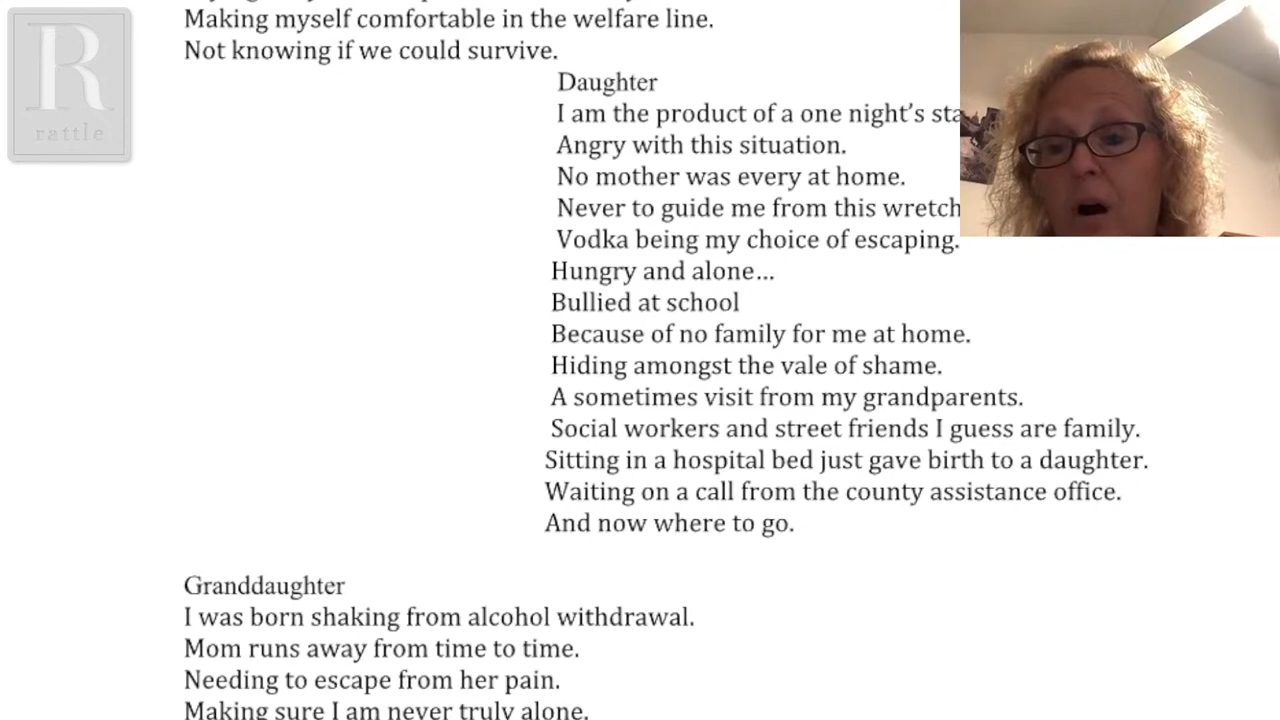 R
rattle
Making myself comfortable in the welfare line.
Not knowing if we could survive.
Daughter
I am the product of a one night's
Angry with this situation.
No mother was every at home.
Never to guide me from this
Vodka being my choice of escaping.
Hungry and alone...
Bullied at school
Because of no family for me at home.
Hiding amongst the vale of shame.
A sometimes visit from my grandparents.
Social workers and street friends I guess are family.
Sitting in a hospital bed just gave birth to a daughter.
Waiting on a call from the county assistance office.
And now where to go.
Granddaughter
I was born shaking from alcohol withdrawal.
Mom runs away from time to time.
Needing to escape from her pain.
Making sure I am never truly alone.